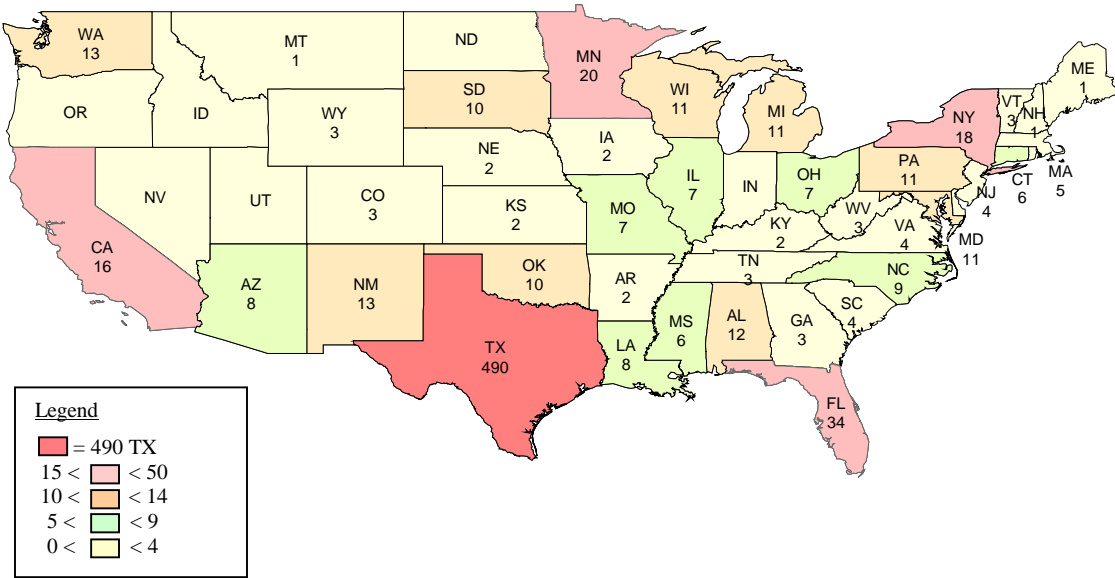 WA
13
MT
1
ND
MN
20
ME
1
OR
ID
WY
3
SD
10
WI
11
MI
11
VT
3
NH
1
NY
18
IA
2
NE
2
PA
11
MA
5
CT
6
NJ
4
NV
UT
CO
3
KS
2
MO
7
IL
7
IN
OH
7
WV
3
VA
4
MD
11
KY
2
CA
16
AZ
8
NM
13
OK
10
AR
2
TN
3
NC
9
SC
4
TX
490
LA
8
MS
6
AL
12
GA
3
FL
34
Legend
= 490 TX
15 < < 50
10 < < 14
5 < < 9
0 < < 4